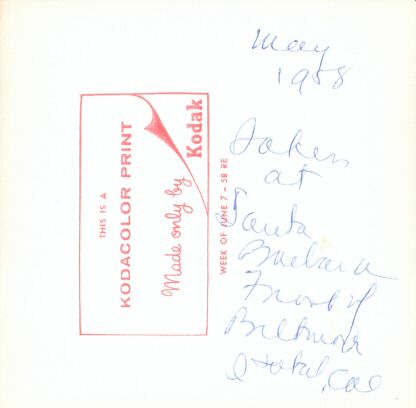 May
1958
Taken
at
Santa
Barbara
Front of
Biltmore
Hotel, Cal
THIS IS A
KODACOLOR PRINT
Made only by
Kodak
WEEK OF JUNE 7 - 58 RE